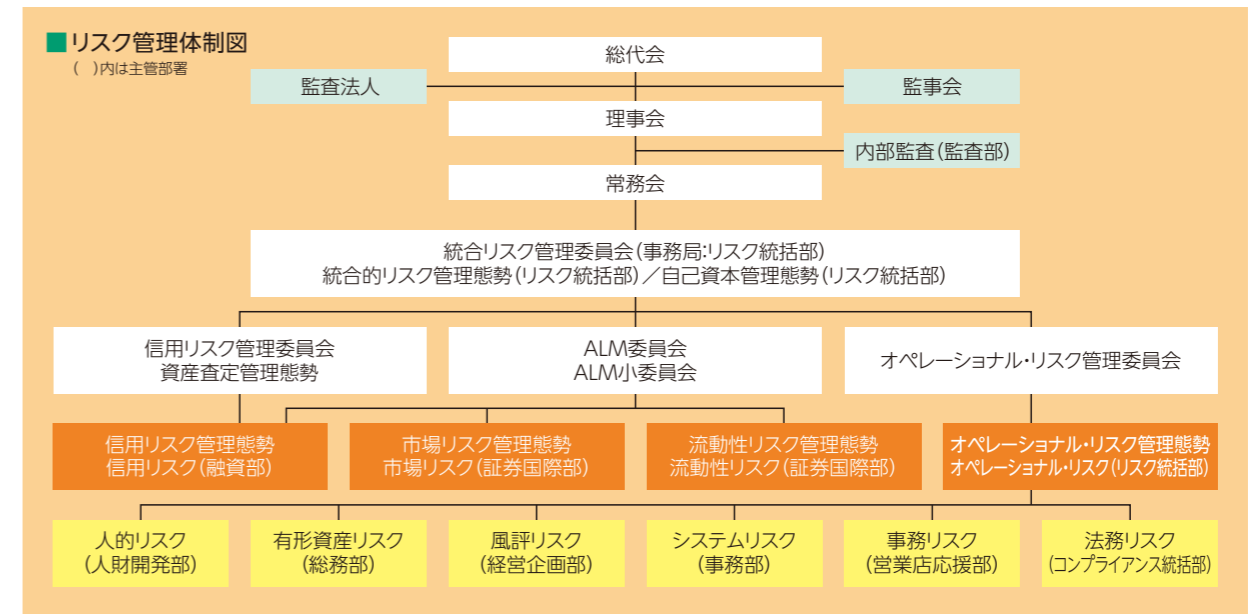 ■リスク管理体制図
(　)内は主管部署
総代会
監査法人
監事会
理事会
内部監査(監査部)
常務会
統合リスク管理委員会(事務局:リスク統括部)
統合的リスク管理態勢(リスク統括部)／自己資本管理態勢(リスク統括部)
信用リスク管理委員会
資産査定管理態勢
ALM委員会
ALM小委員会
オペレーショナル・リスク管理委員会
信用リスク管理態勢
信用リスク(融資部)
市場リスク管理態勢
市場リスク(証券国際部)
流動性リスク管理態勢
流動性リスク(証券国際部)
オペレーショナル・リスク管理態勢
オペレーショナル・リスク(リスク統括部)
人的リスク
(人財開発部)
有形資産リスク
(総務部)
風評リスク
(経営企画部)
システムリスク
(事務部)
事務リスク
(営業店応援部)
法務リスク
(コンプライアンス統括部)